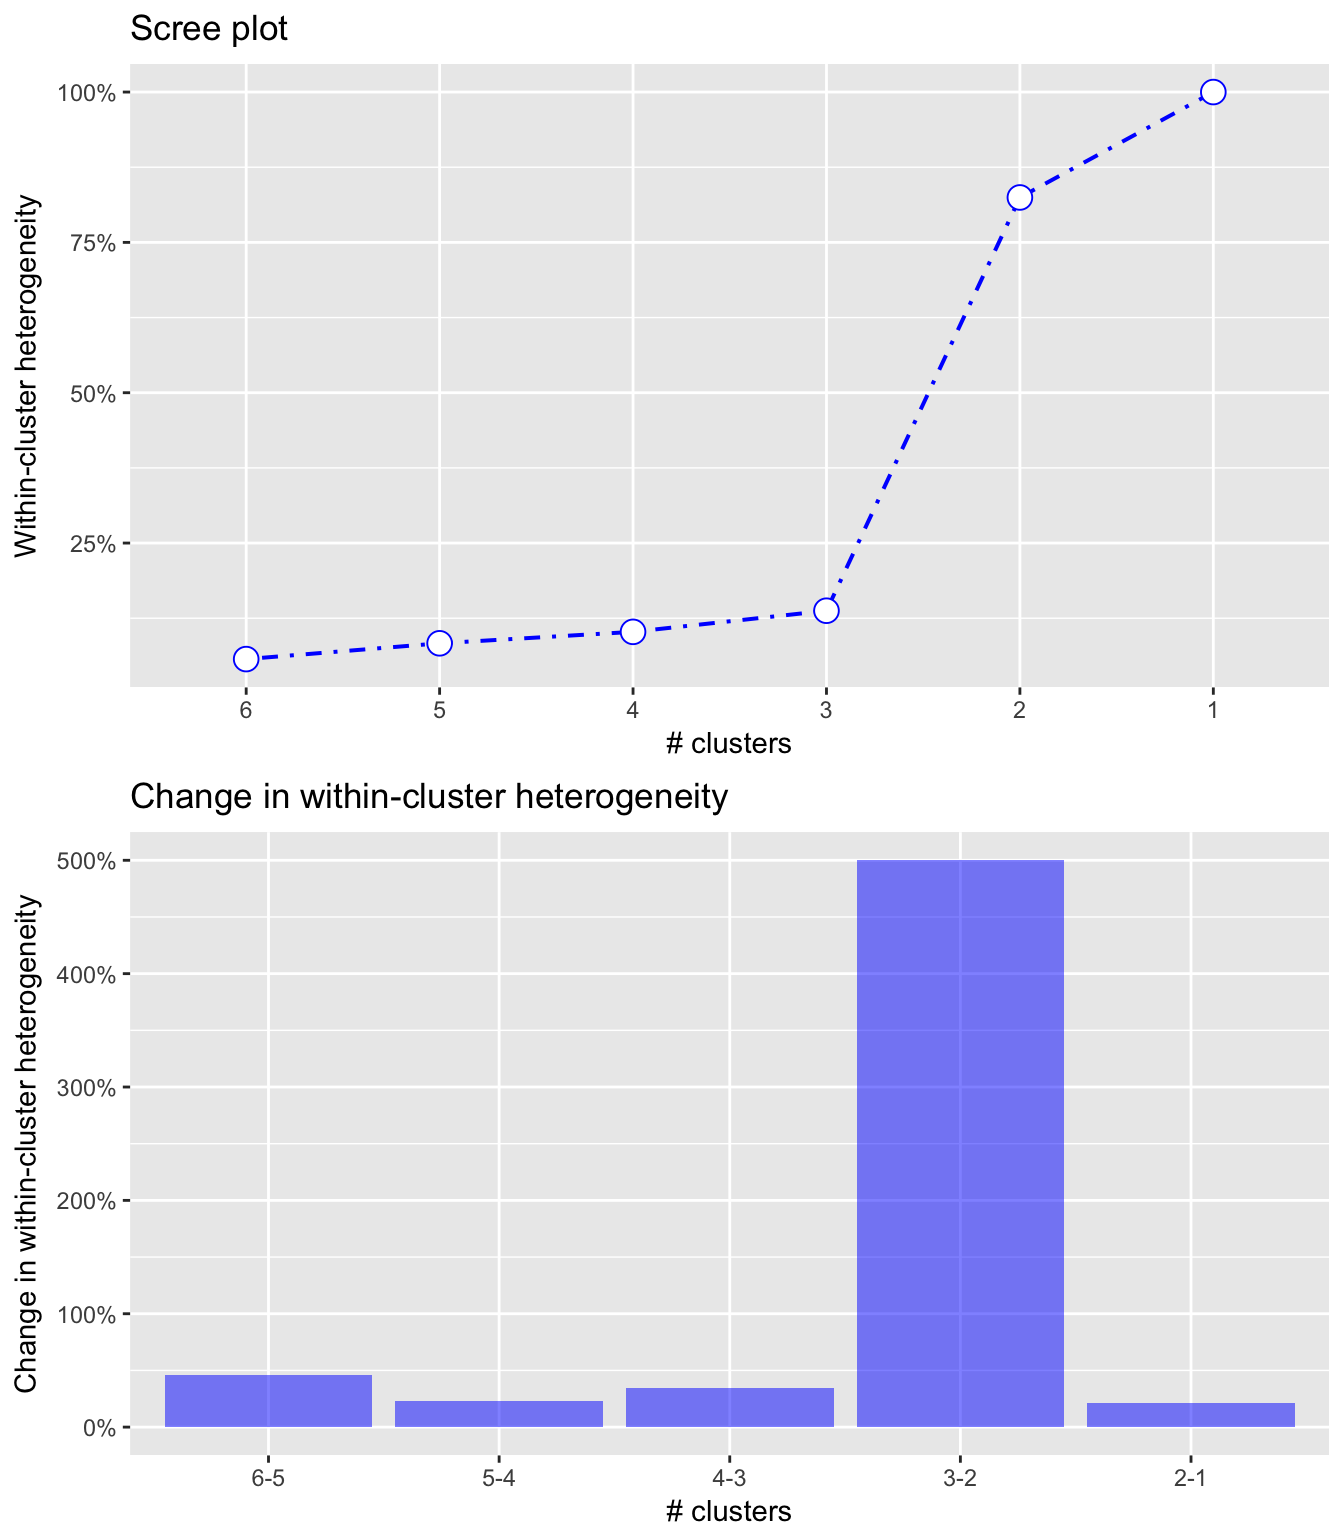 Scree plot
100%
75%
50%
25%
Within-cluster heterogeneity
6 5 4 3 2 1
# clusters
Change in within-cluster heterogeneity
500%
400%
300%
200%
100%
0%
Change in within-cluster heterogeneity
6-5 5-4 4-3 3-2 2-1
# clusters